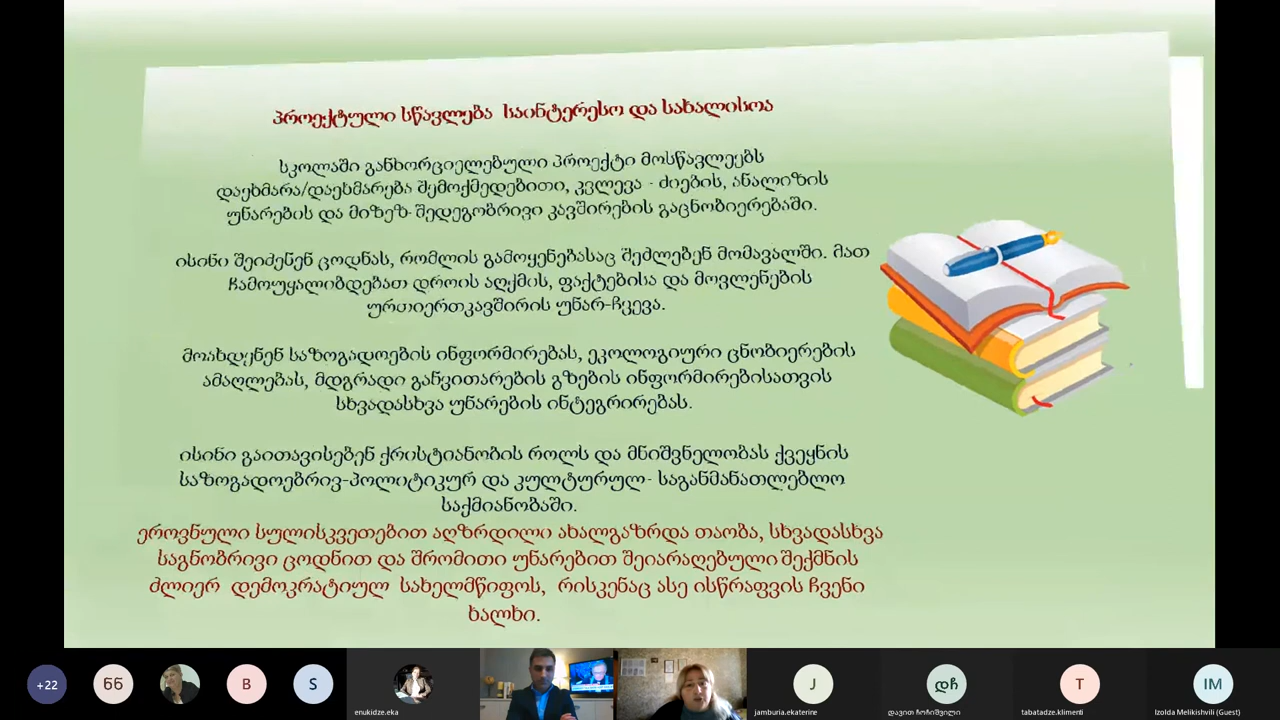 პროექტული სწავლება საინტერესო და სახალისოა
სკოლაში განხორციელებული პროექტი მოსწავლეებს
დაეხმარა/დაეხმარება შემოქმედებითი, კვლევა - ძიების, ანალიზის
უნარების და მიზეზ- შედეგობრივი კავშირების გაცნობიერებაში.
ისინი შეიძენენ ცოდნას, რომლის გამოყენებასაც შეძლებენ მომავალში. მათ
ჩამოუყალიბდებათ დროის აღქმის, ფაქტებისა და მოვლენების
ურთიერთკავშირის უნარ-ჩვევა.
მოახდენენ საზოგადოების ინფორმირებას, ეკოლოგიური ცნობიერების
ამაღლებას, მდგრადი განვითარების გზების ინფორმირებისათვის
სხვადასხვა უნარების ინტეგრირებას.
ისინი გაითავისებენ ქრისტიანობის როლს და მნიშვნელობას ქვეყნის
საზოგადოებრივ-პოლიტიკურ და კულტურულ- საგანმანათლებლო
საქმიანობაში.
ეროვნული სულისკვეთებით აღზრდილი ახალგაზრდა თაობა, სხვადასხვა
საგნობრივი ცოდნით და შრომითი უნარებით შეიარაღებული შექმნის
ძლიერ დემოკრატიულ სახელმწიფოს, რისკენაც ასე ისწრაფვის ჩვენი
ხალხი.
+22
ნნ
B
S
enukidze.eka
J
jamburia.ekaterine
დჩ
დავით ჩოჩიშვილი
T
tabatadze.klimenti
IM
Izolda Melikishvili (Guest)